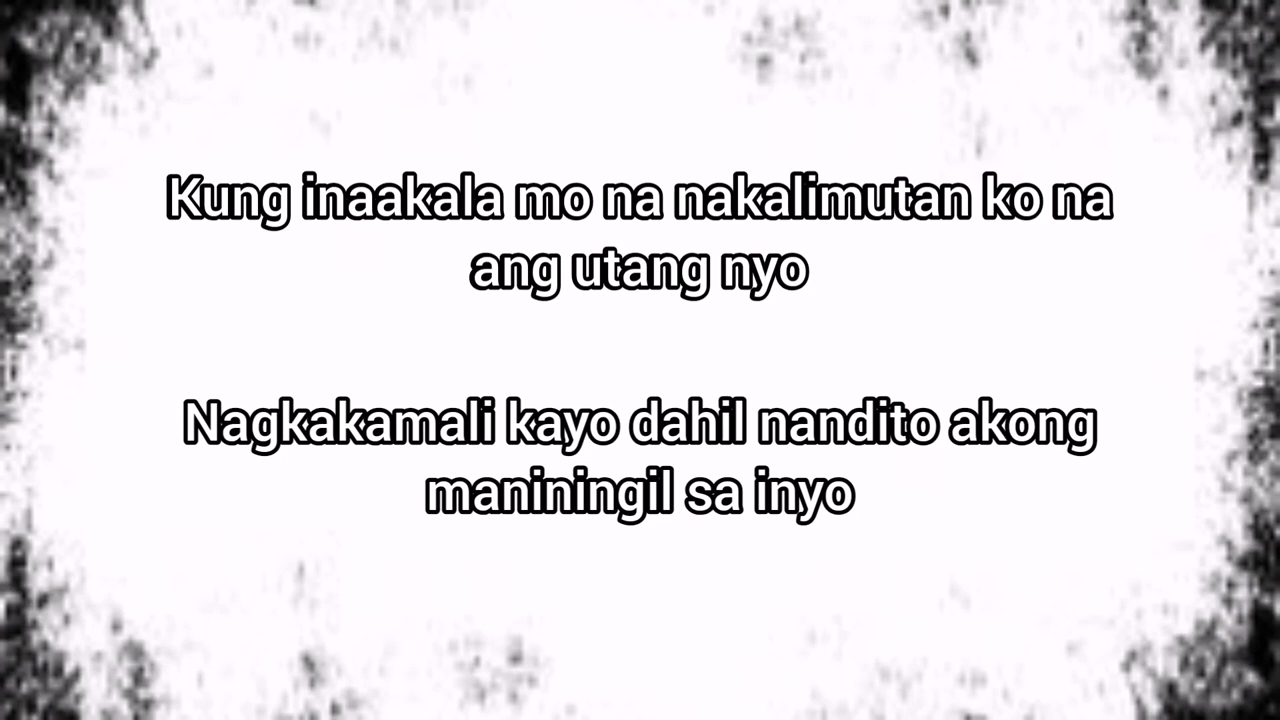 Kung inaakala mo na nakalimutan ko na
ang utang nyo
Nagkakamali kayo dahil nandito akong
maniningil sa inyo